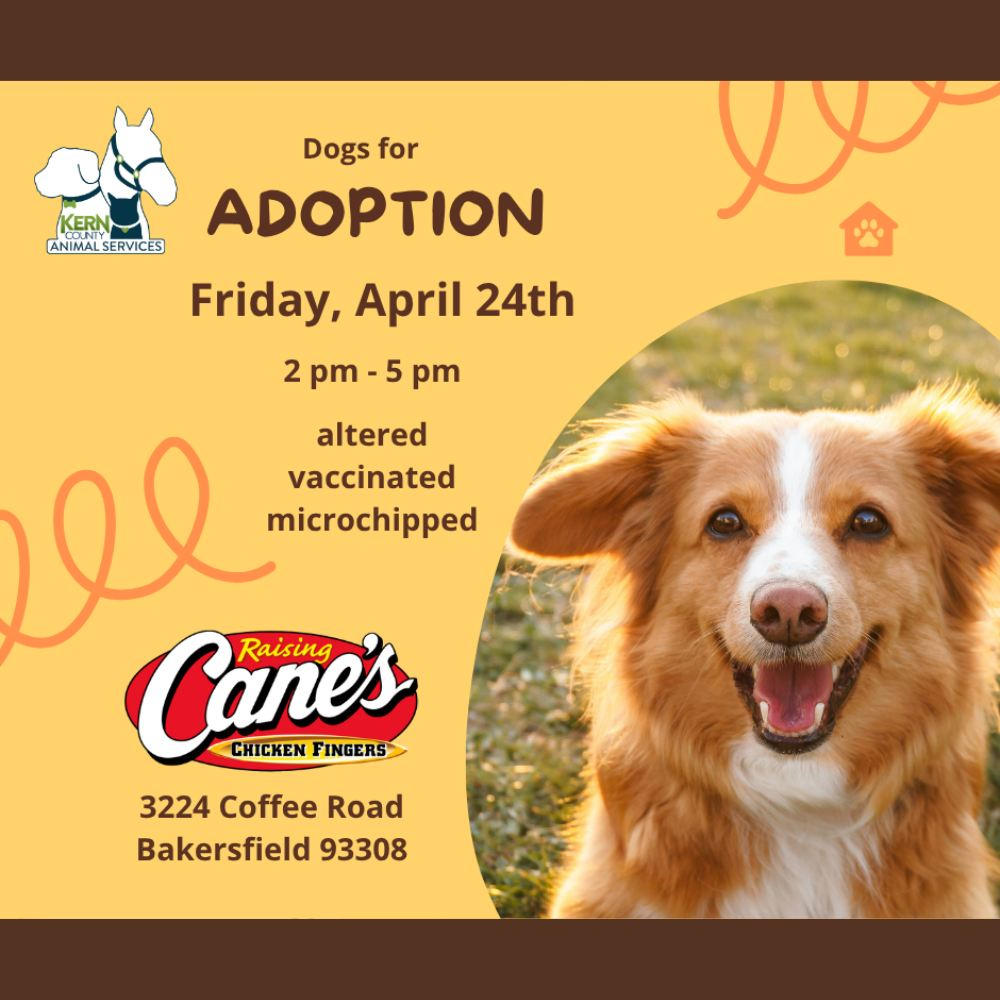 KERN
COUNTY
ANIMAL SERVICES
Dogs for
ADOPTION
Friday, April 24th
2 pm - 5 pm
altered
vaccinated
microchipped
Raising
Cane's
CHICKEN FINGERS
3224 Coffee Road
Bakersfield 93308